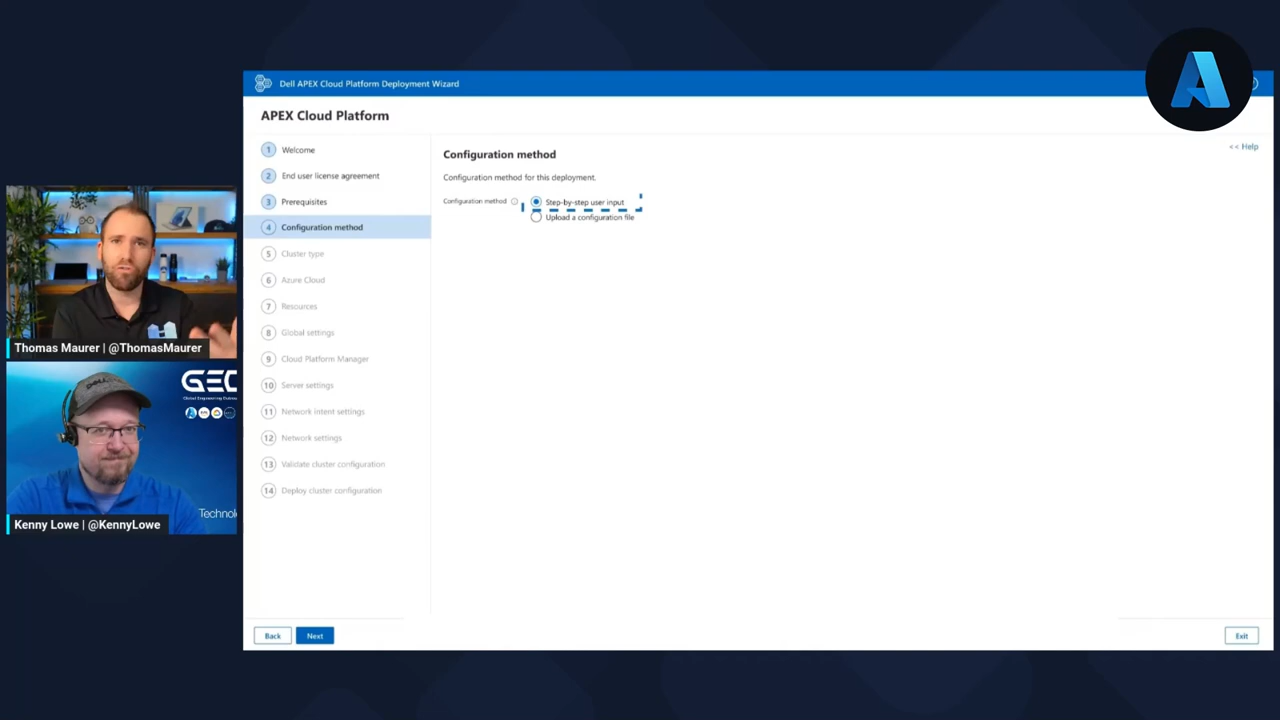 Dell APEX Cloud Platform Deployment Wizard
APEX Cloud Platform
1 Welcome
2 End user license agreement
3 Prerequisites
4 Configuration method
5 Cluster type
6 Azure Cloud
7 Resources
8 Global settings
9 Cloud Platform Manager
10 Server settings
11 Network intent settings
12 Network settings
13 Validate cluster configuration
14 Deploy cluster configuration
<< Help
Configuration method
Configuration method for this deployment.
Configuration method
Step-by-step user input
Upload a configuration file
Back
Next
Exit
Thomas Maurer | @ThomasMaurer
DELL
GEO
Technol
Kenny Lowe | @KennyLowe